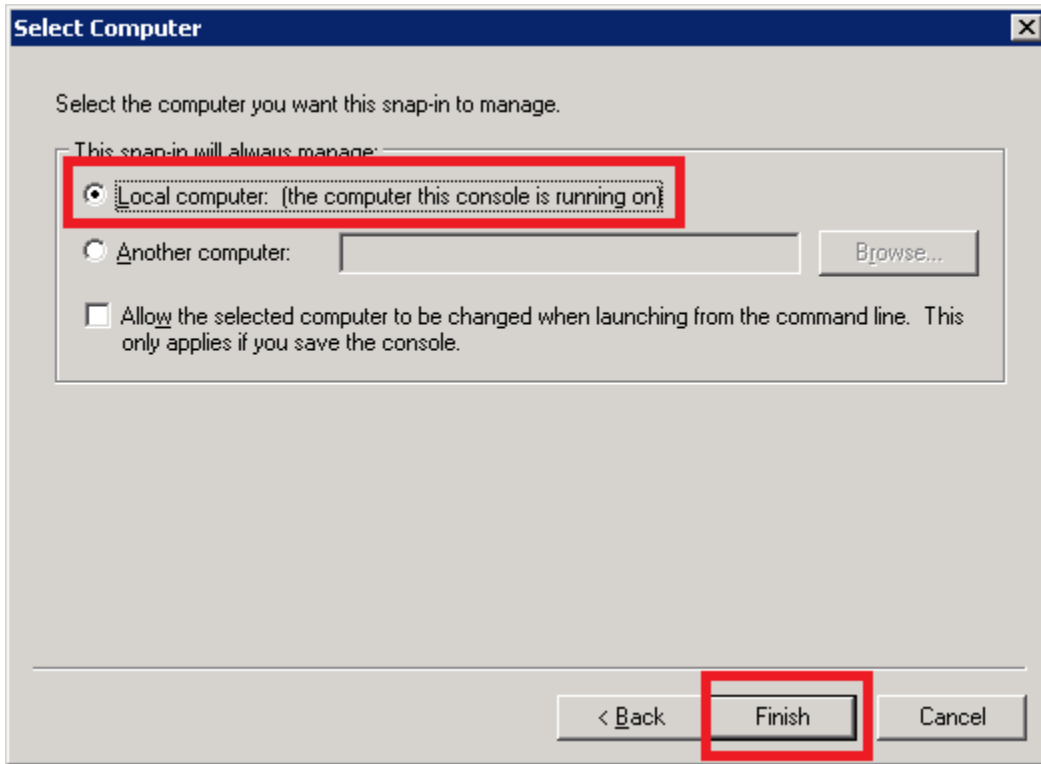 Select Computer
Select the computer you want this snap-in to manage.
This snap-in will always manage:
Local computer:  (the computer this console is running on)
Another computer:
Browse...
Allow the selected computer to be changed when launching from the command line.  This
only applies if you save the console.
< Back
Finish
Cancel